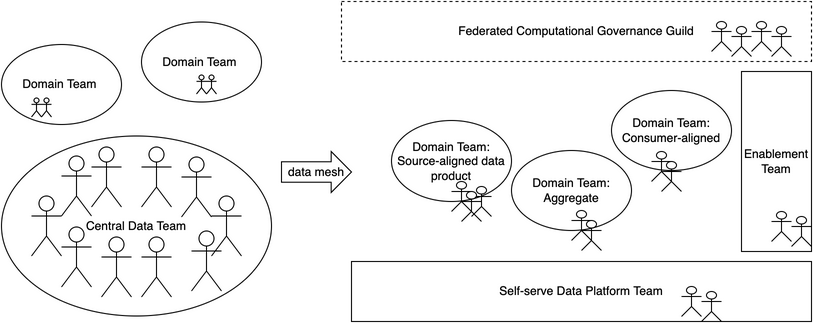 Domain Team
Domain Team
Central Data Team
data mesh
Federated Computational Governance Guild
Domain Team:
Source-aligned data
product
Domain Team:
Aggregate
Domain Team:
Consumer-aligned
Enablement
Team
Self-serve Data Platform Team